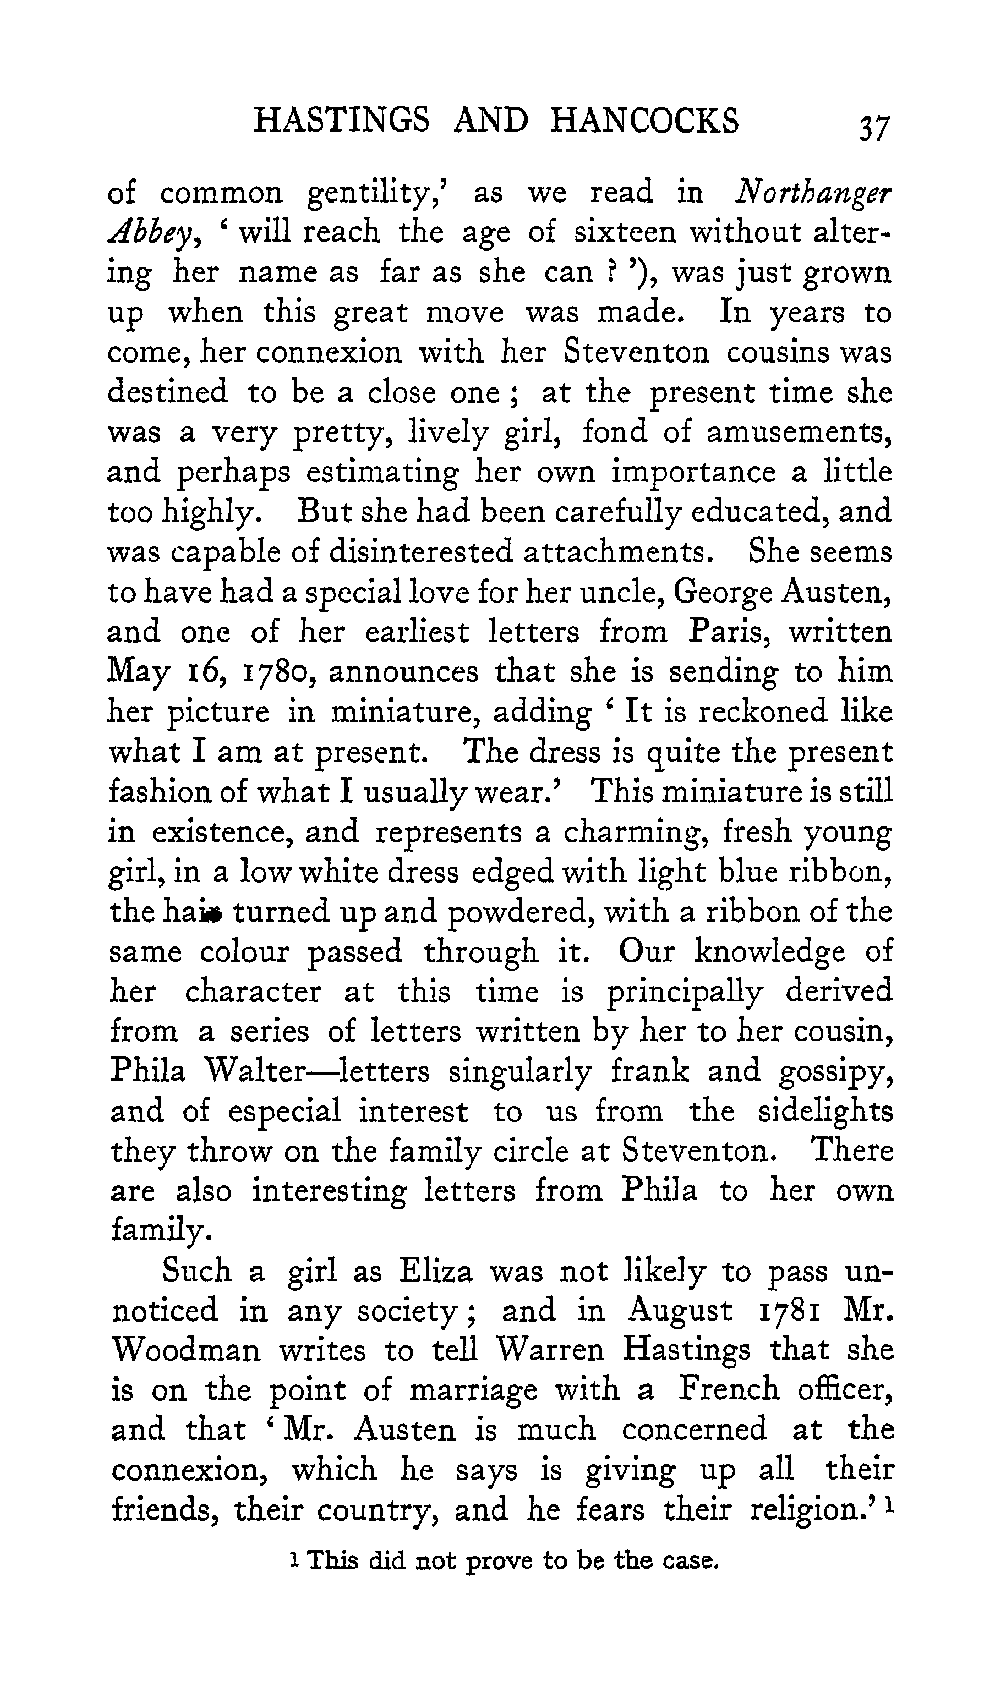 HASTINGS AND HANCOCKS 37
of common gentility,’ as we read in Northanger
Abbey, ‘ will reach the age of sixteen without alter-
ing her name as far as she can ? ’), was just grown
up when this great move was made. In years to
come, her connexion with her Steventon cousins was
destined to be a close one ; at the present time she
was a very pretty, lively girl, fond of amusements,
and perhaps estimating her own importance a little
too highly. But she had been carefully educated, and
was capable of disinterested attachments. She seems
to have had a special love for her uncle, George Austen,
and one of her earliest letters from Paris, written
May 16, 1780, announces that she is sending to him
her picture in miniature, adding ‘ It is reckoned like
what I am at present. The dress is quite the present
fashion of what I usually wear.’ This miniature is still
in existence, and represents a charming, fresh young
girl, in a low white dress edged with light blue ribbon,
the hair turned up and powdered, with a ribbon of the
same colour passed through it. Our knowledge of
her character at this time is principally derived
from a series of letters written by her to her cousin,
Phila Walter—letters singularly frank and gossipy,
and of especial interest to us from the sidelights
they throw on the family circle at Steventon. There
are also interesting letters from Phila to her own
family.
Such a girl as Eliza was not likely to pass un-
noticed in any society ; and in August 1781 Mr.
Woodman writes to tell Warren Hastings that she
is on the point of marriage with a French officer,
and that ‘ Mr. Austen is much concerned at the
connexion, which he says is giving up all their
friends, their country, and he fears their religion.’ 1
1 This did not prove to be the case.